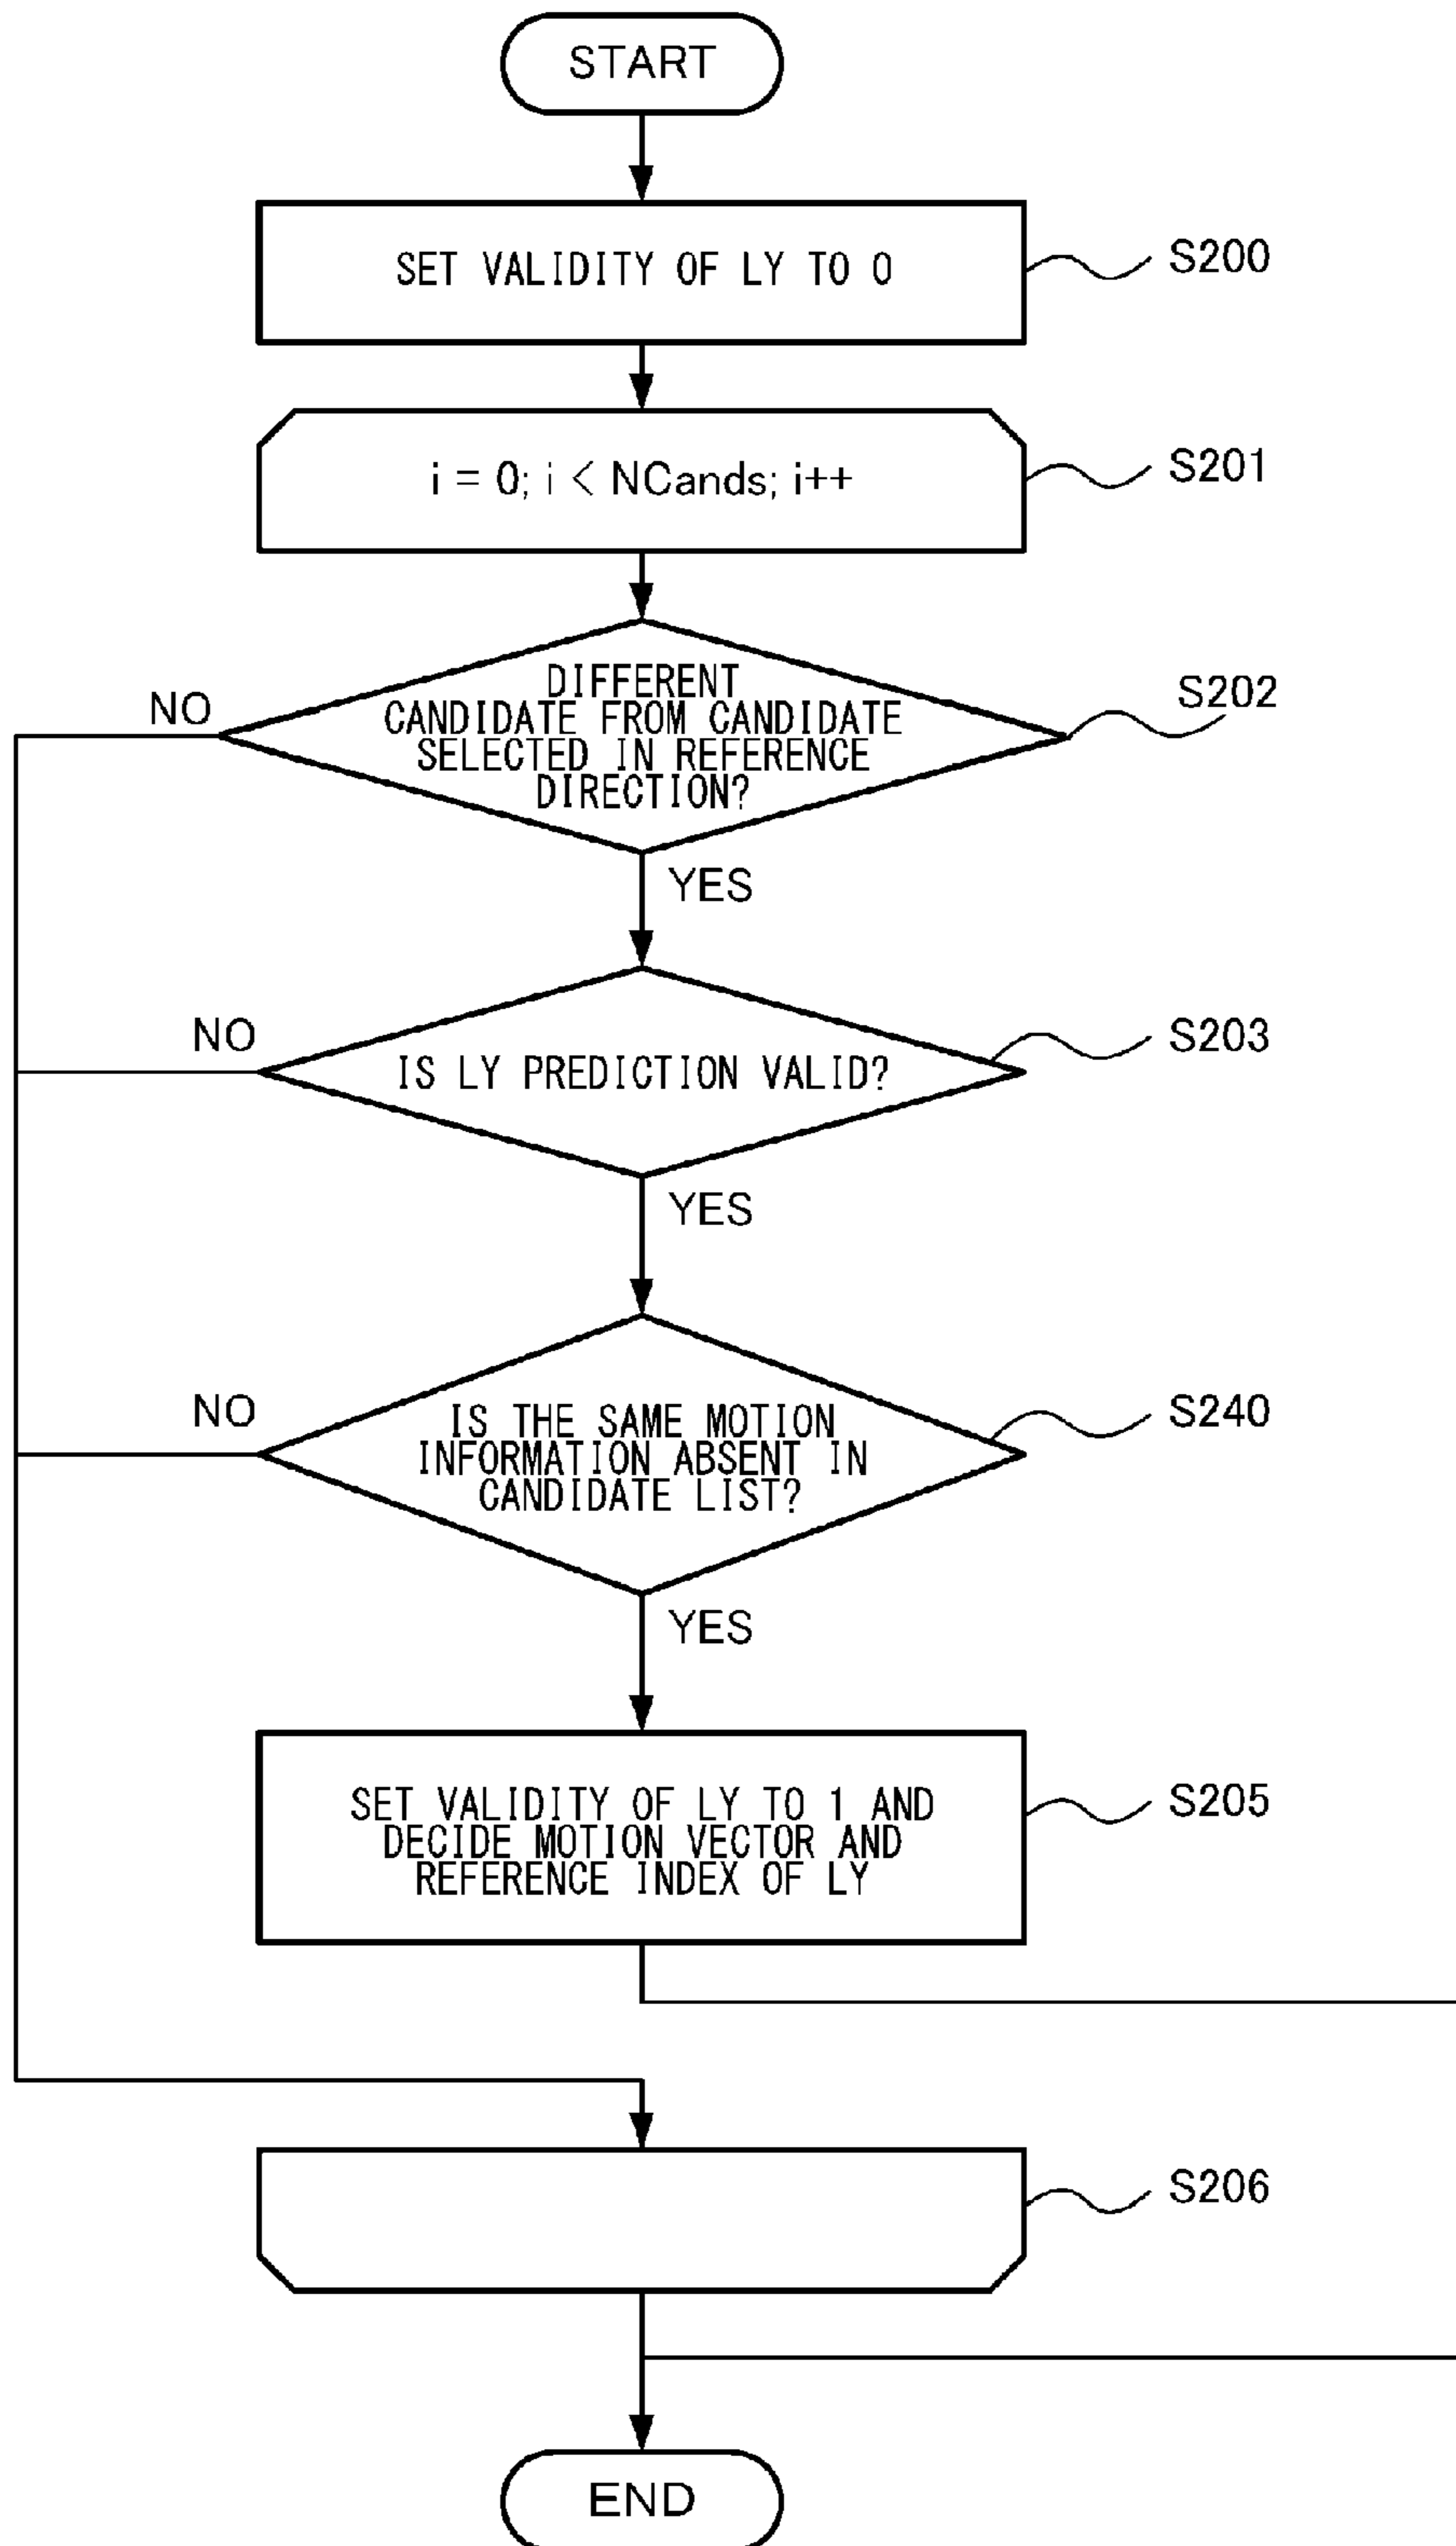 START
SET VALIDITY OF LY TO 0
S200
i = 0; i < NCands; i++
S201
DIFFERENT
CANDIDATE FROM CANDIDATE
SELECTED IN REFERENCE
DIRECTION?
NO
S202
YES
NO
IS LY PREDICTION VALID?
S203
YES
NO
IS THE SAME MOTION
INFORMATION ABSENT IN
CANDIDATE LIST?
S240
YES
SET VALIDITY OF LY TO 1 AND
DECIDE MOTION VECTOR AND
REFERENCE INDEX OF LY
S205
S206
END